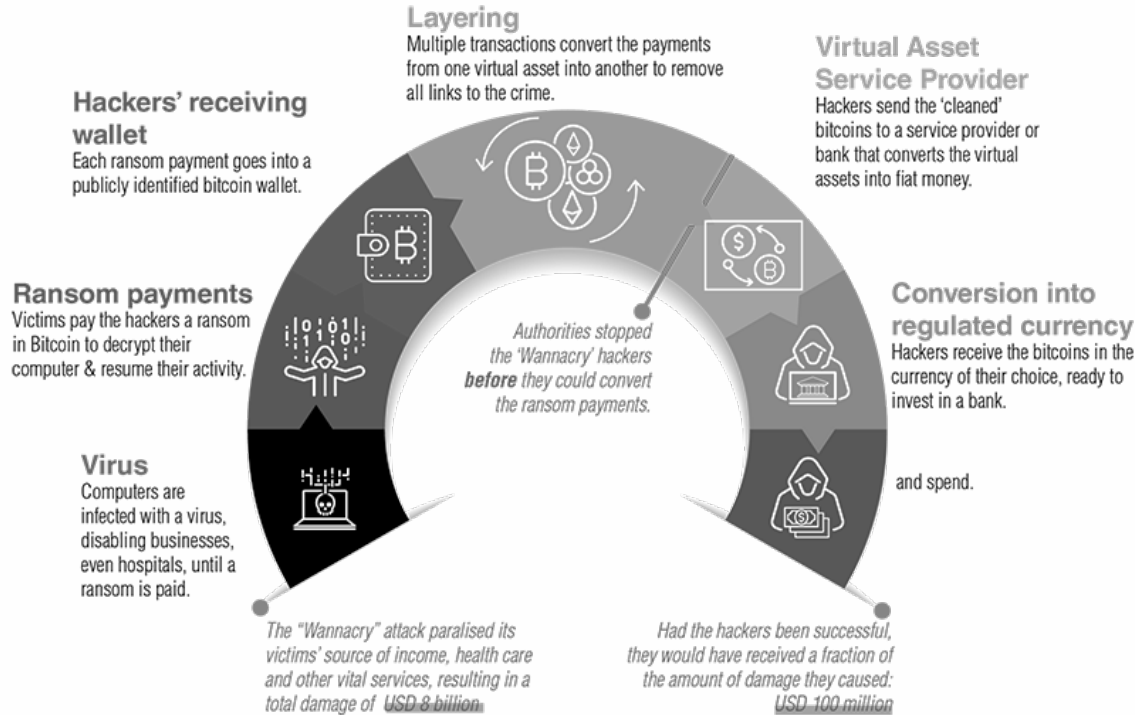 Layering
Multiple transactions convert the payments
from one virtual asset into another to remove
all links to the crime.
Virtual Asset
Service Provider
Hackers send the ‘cleaned’
bitcoins to a service provider or
bank that converts the virtual
assets into fiat money.
Hackers’ receiving
wallet
Each ransom payment goes into a
publicly identified bitcoin wallet.
Ransom payments
Victims pay the hackers a ransom
in Bitcoin to decrypt their
computer & resume their activity.
Authorities stopped
the ‘Wannacry’ hackers
before they could convert
the ransom payments.
Conversion into
regulated currency
Hackers receive the bitcoins in the
currency of their choice, ready to
invest in a bank.
Virus
Computers are
infected with a virus,
disabling businesses,
even hospitals, until a
ransom is paid.
and spend.
The “Wannacry” attack paralised its
victims’ source of income, health care
and other vital services, resulting in a
total damage of USD 8 billion
Had the hackers been successful,
they would have received a fraction of
the amount of damage they caused:
USD 100 million